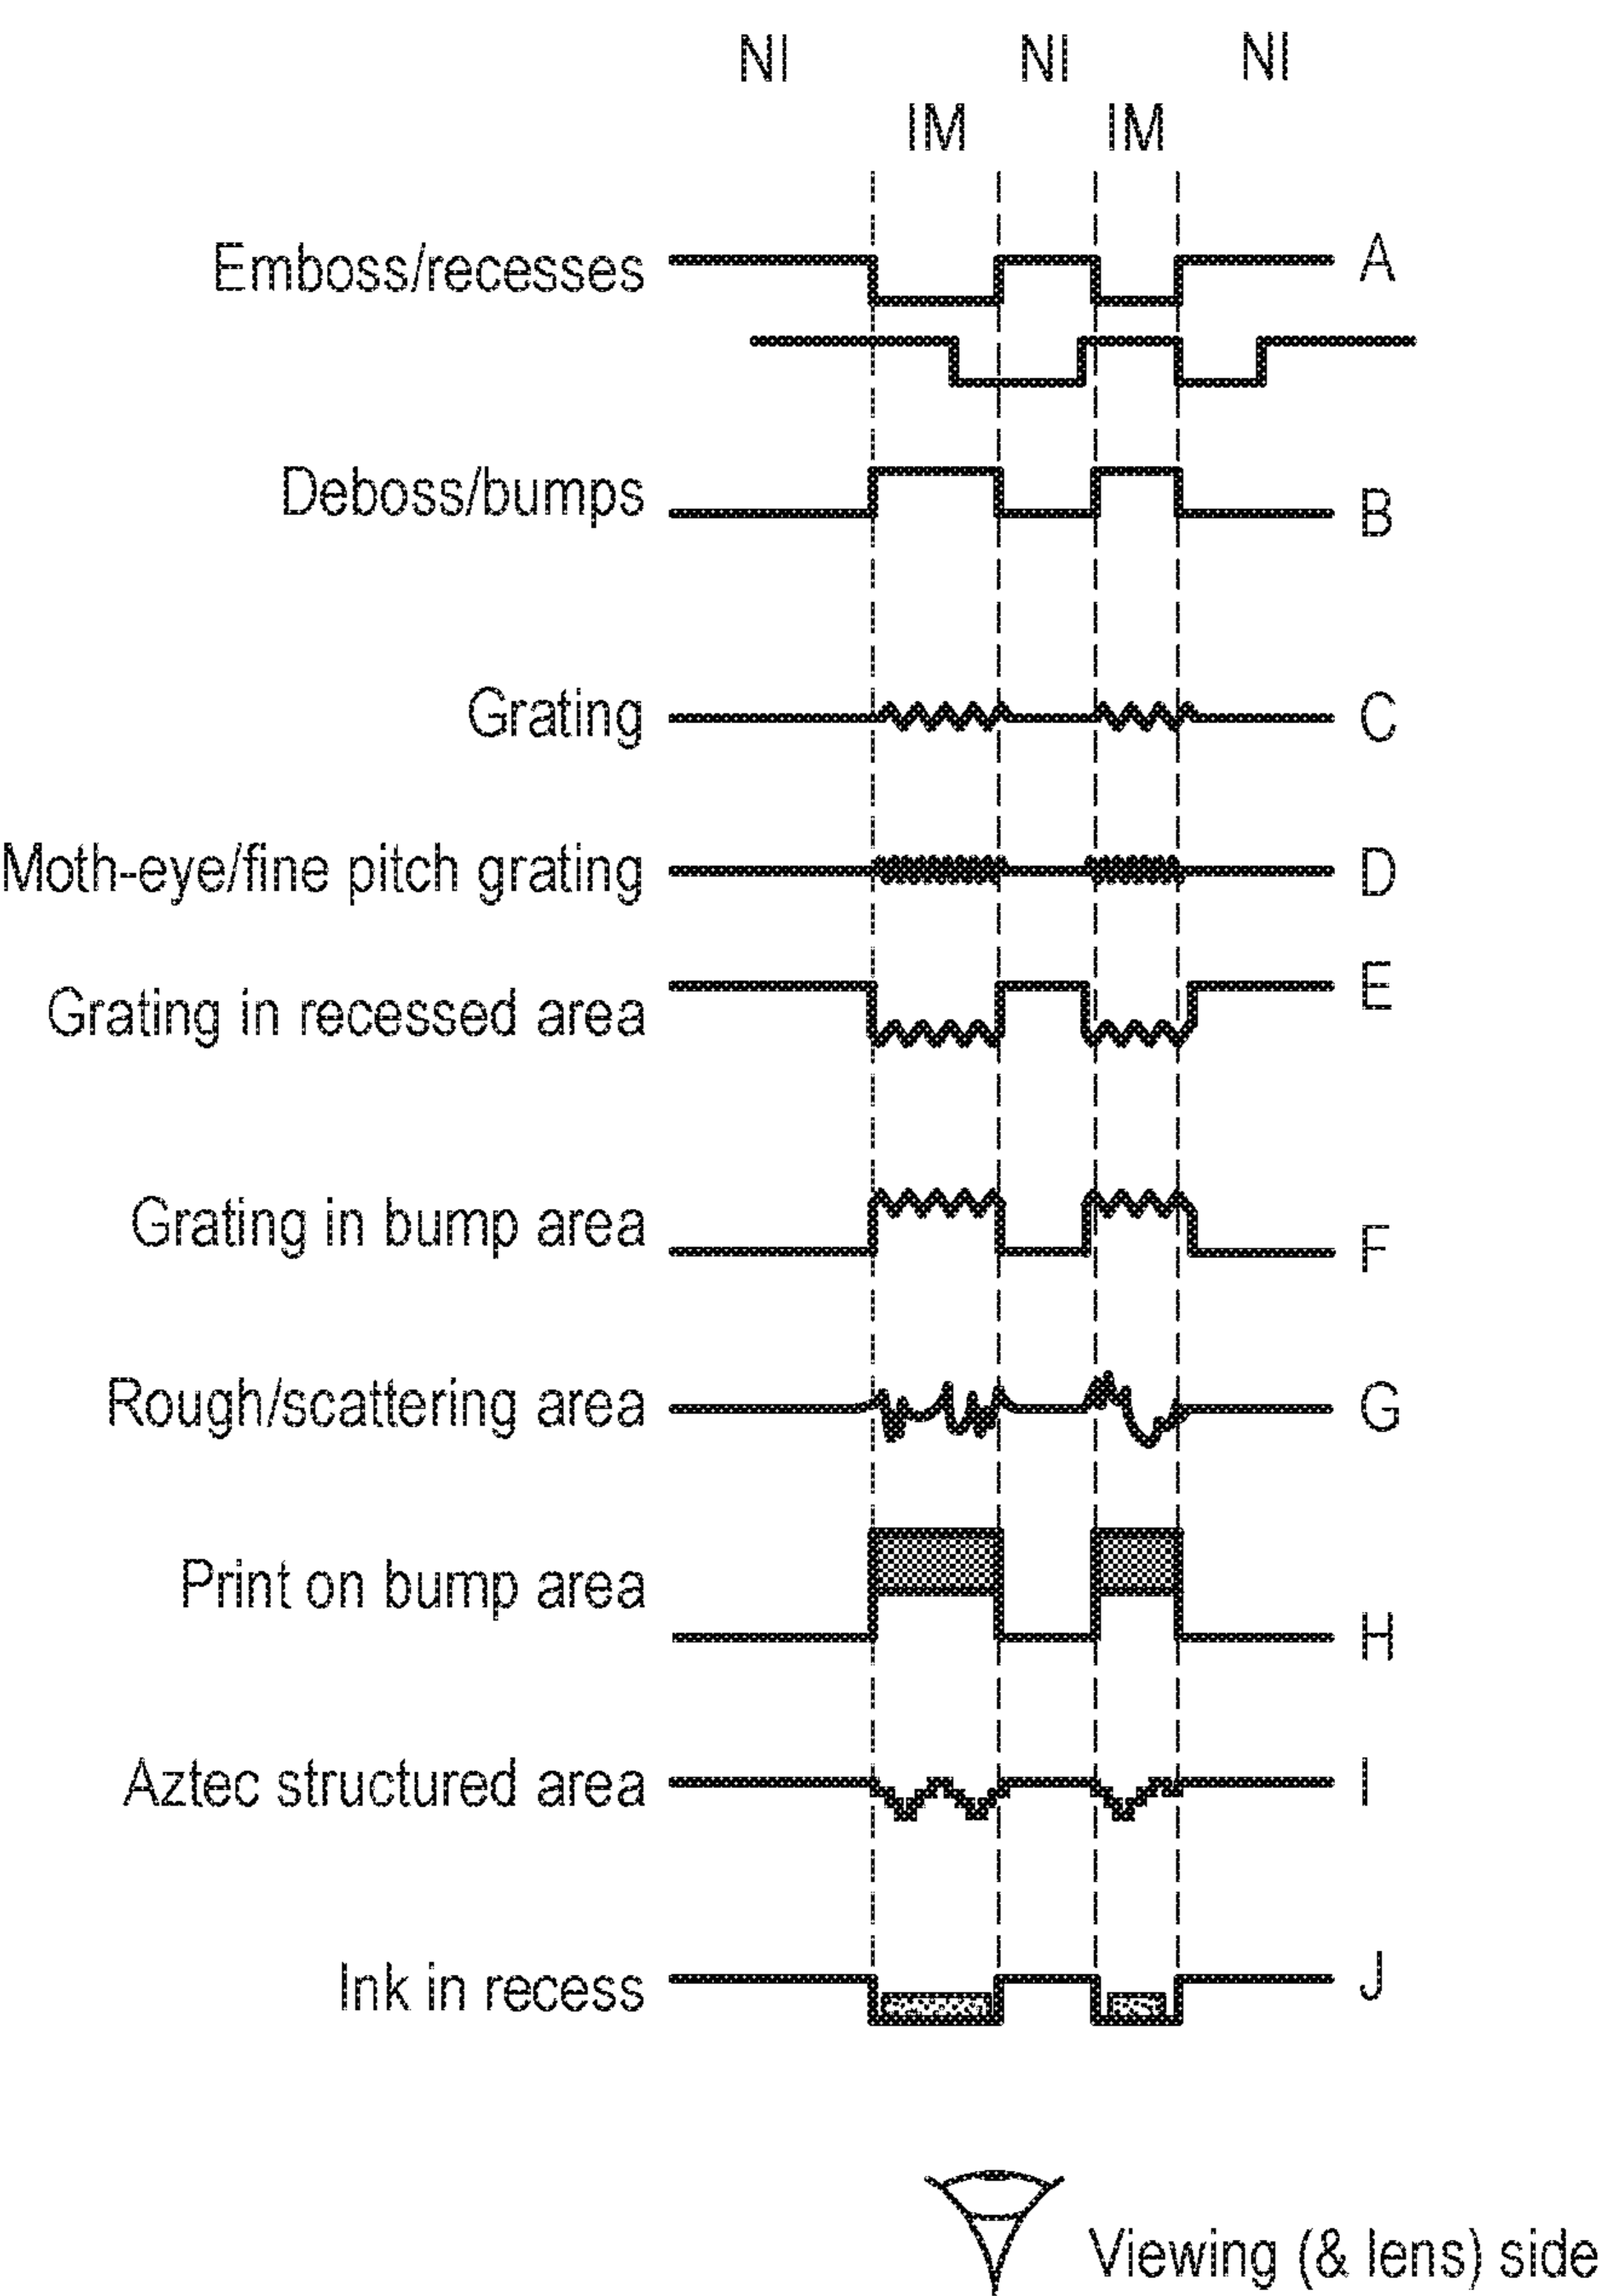 NI NI NI
IM IM
Emboss/recesses A
Deboss/bumps B
Grating C
Moth-eye/fine pitch grating D
Grating in recessed area E
Grating in bump area F
Rough/scattering area G
Print on bump area H
Aztec structured area I
Ink in recess J
Viewing (& lens) side